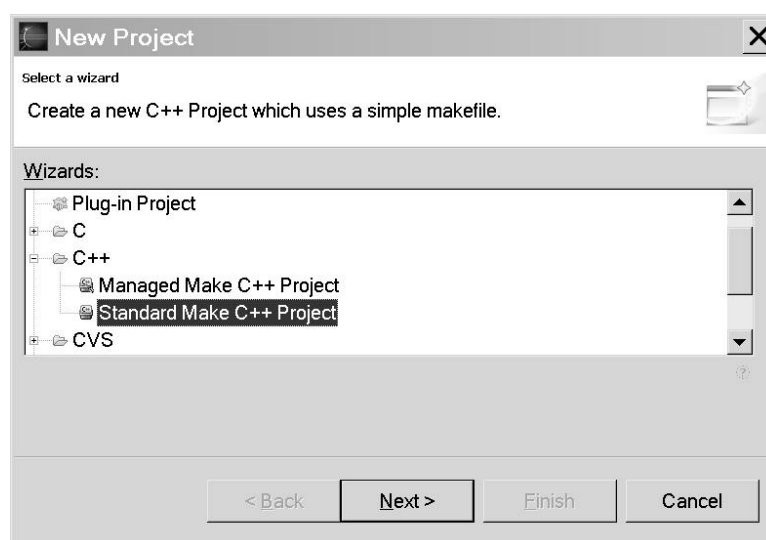 New Project
Select a wizard
Create a new C++ Project which uses a simple makefile.
Wizards:
Plug-in Project
C
C++
Managed Make C++ Project
Standard Make C++ Project
CVS
< Back Next > Finish Cancel